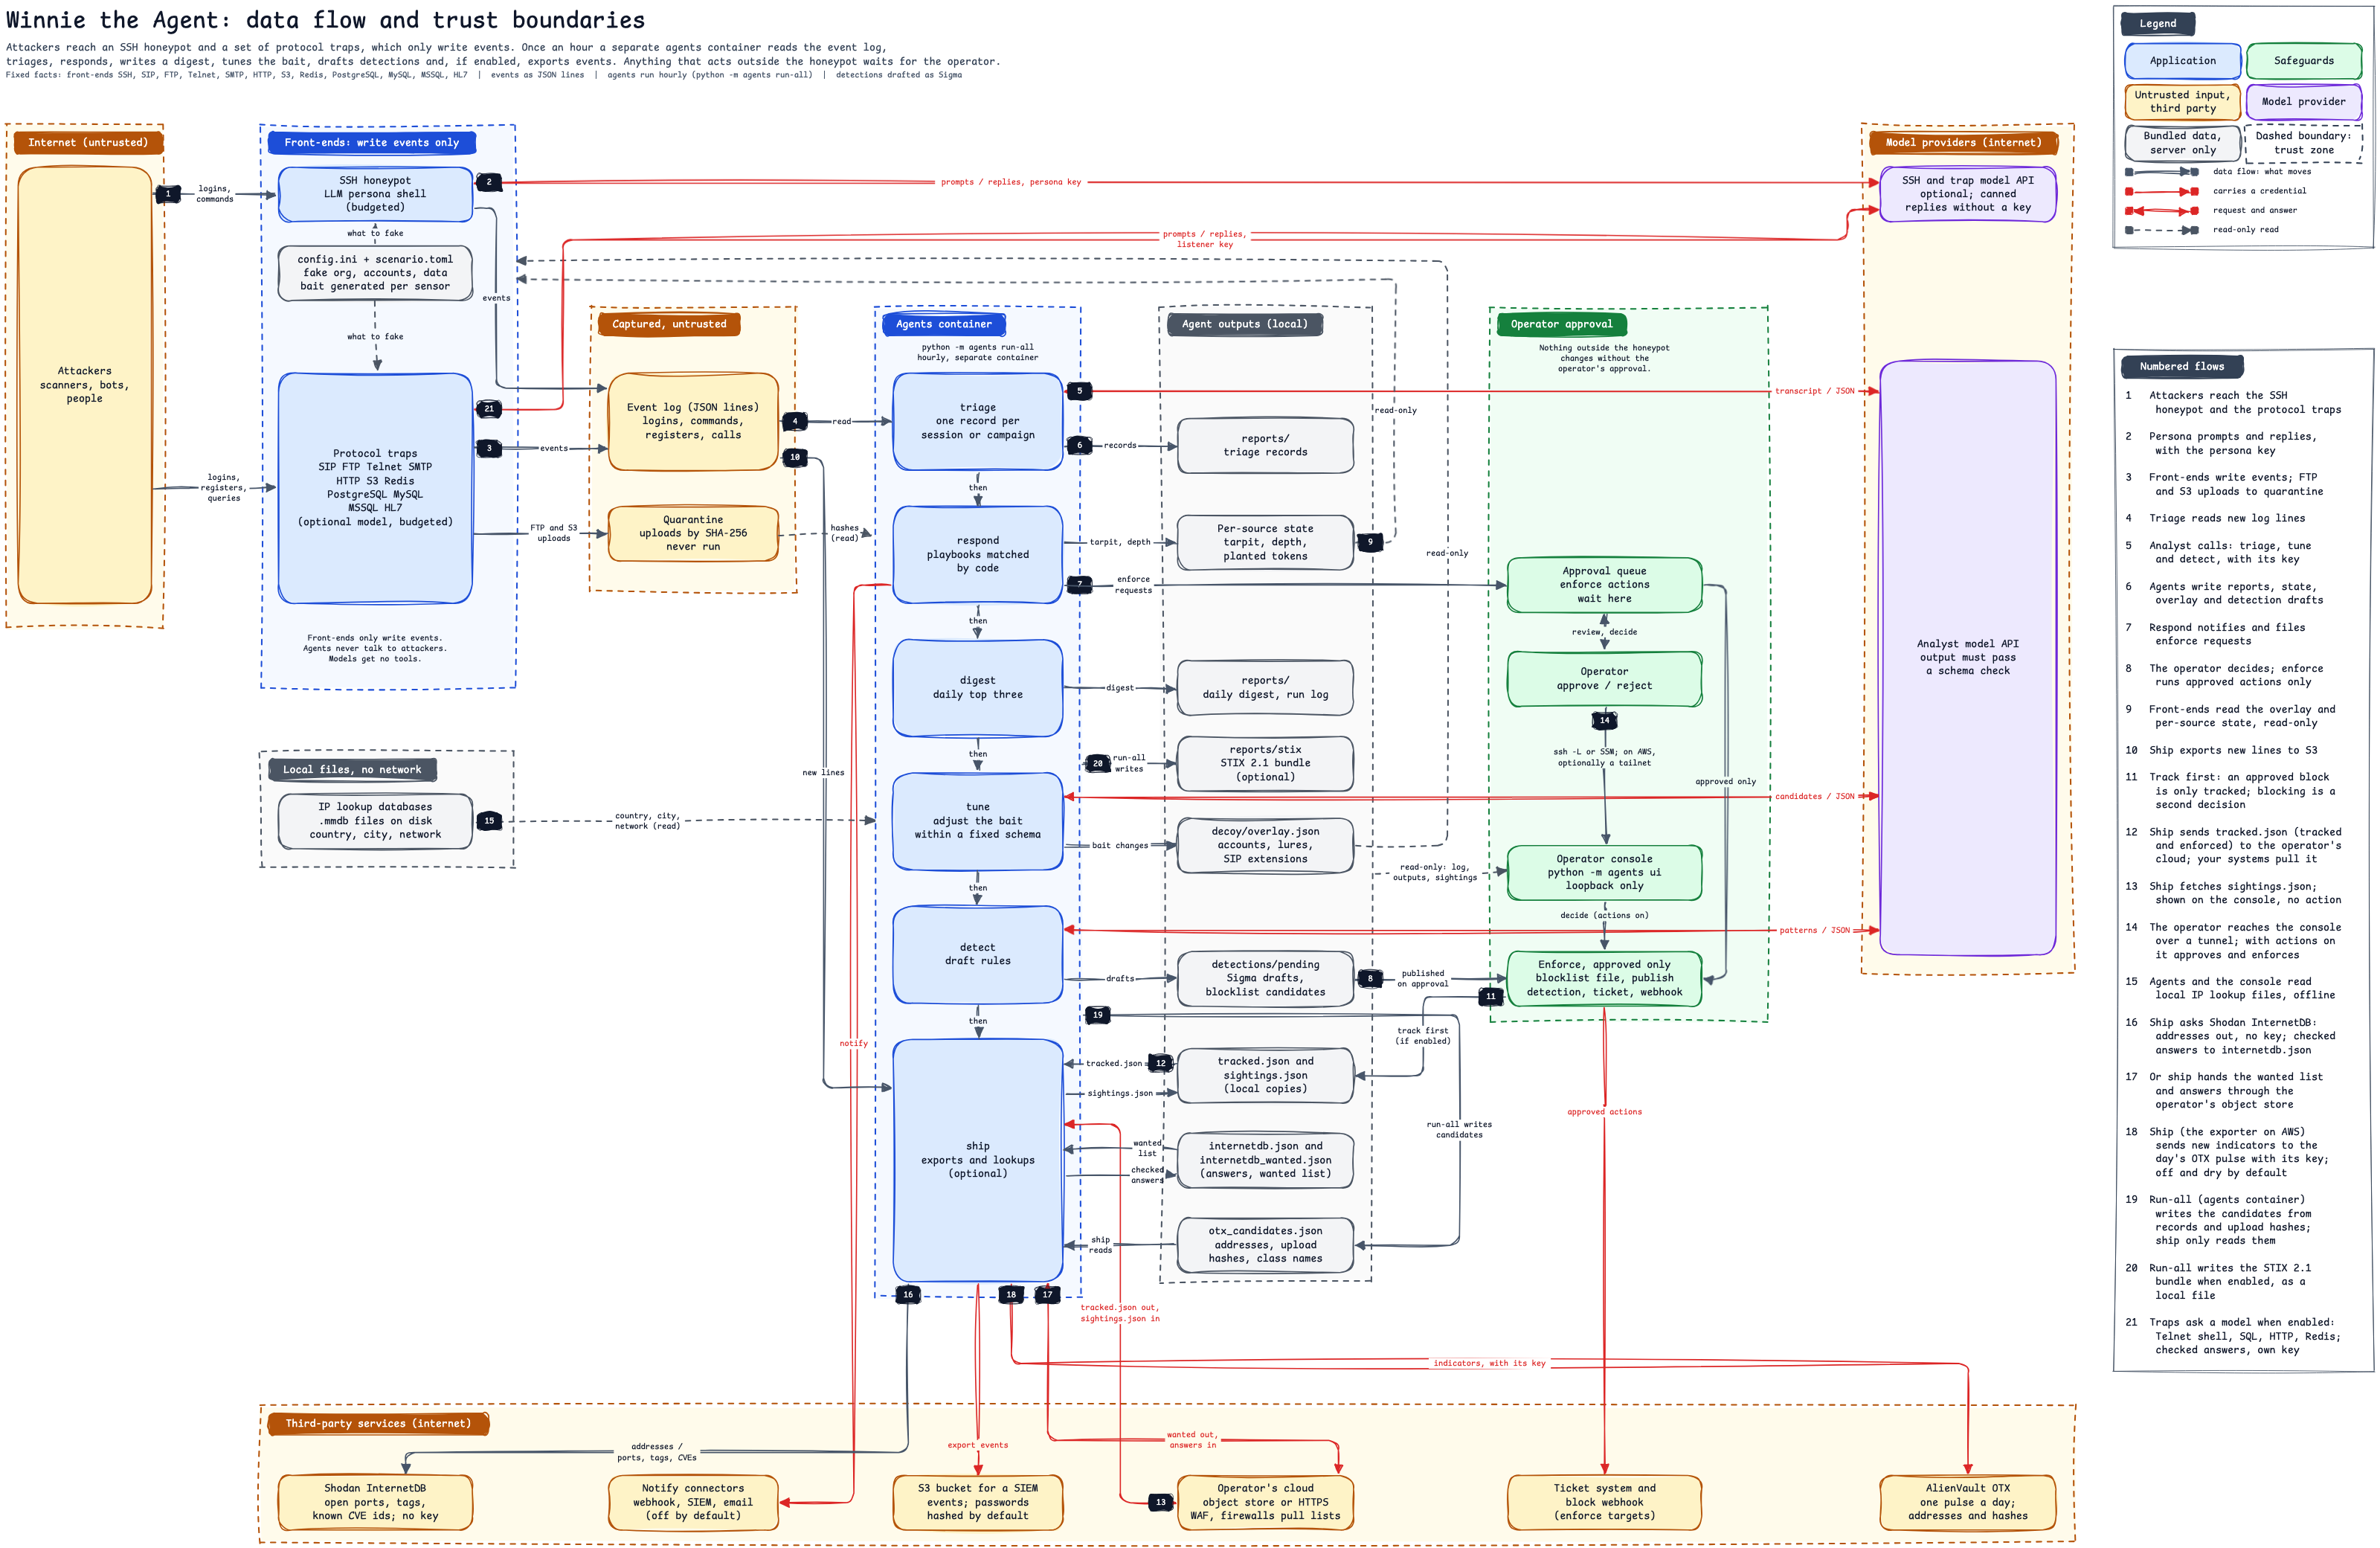 Winnie the Agent: data flow and trust boundaries
Attackers reach an SSH honeypot and a set of protocol traps, which only write events. Once an hour a separate agents container reads the event log,
triages, responds, writes a digest, tunes the bait, drafts detections and, if enabled, exports events. Anything that acts outside the honeypot waits for the operator.
Fixed facts: front-ends SSH, SIP, FTP, Telnet, SMTP, HTTP, S3, Redis, PostgreSQL, MySQL, MSSQL, HL7 | events as JSON lines | agents run hourly (python -m agents run-all) | detections drafted as Sigma
Legend
Application
Safeguards
Untrusted input,
third party
Model provider
Bundled data,
server only
Dashed boundary:
trust zone
data flow: what moves
carries a credential
request and answer
read-only read
Internet (untrusted)
Attackers
scanners, bots,
people
1
logins,
commands
logins,
registers,
queries
Front-ends: write events only
SSH honeypot
LLM persona shell
(budgeted)
what to fake
config.ini + scenario.toml
fake org, accounts, data
bait generated per sensor
what to fake
Protocol traps
SIP FTP Telnet SMTP
HTTP S3 Redis
PostgreSQL MySQL
MSSQL HL7
(optional model, budgeted)
Front-ends only write events.
Agents never talk to attackers.
Models get no tools.
2
prompts / replies, persona key
prompts / replies,
listener key
events
21
3
events
FTP and S3
uploads
Captured, untrusted
Event log (JSON lines)
logins, commands,
registers, calls
Quarantine
uploads by SHA-256
never run
4
read
10
hashes
(read)
new lines
notify
Local files, no network
IP lookup databases
.mmdb files on disk
country, city, network
15
country, city,
network (read)
Agents container
python -m agents run-all
hourly, separate container
triage
one record per
session or campaign
then
respond
playbooks matched
by code
then
digest
daily top three
then
tune
adjust the bait
within a fixed schema
then
detect
draft rules
then
ship
exports and lookups
(optional)
5
transcript / JSON
6
records
tarpit, depth
7
enforce
requests
digest
20
run-all
writes
candidates / JSON
bait changes
patterns / JSON
drafts
19
tracked.json
12
sightings.json
wanted
list
checked
answers
ship
reads
Agent outputs (local)
reports/
triage records
Per-source state
tarpit, depth,
planted tokens
9
read-only
read-only
reports/
daily digest, run log
reports/stix
STIX 2.1 bundle
(optional)
decoy/overlay.json
accounts, lures,
SIP extensions
read-only: log,
outputs, sightings
detections/pending
Sigma drafts,
blocklist candidates
8
published
on approval
11
track first
(if enabled)
tracked.json and
sightings.json
(local copies)
internetdb.json and
internetdb_wanted.json
(answers, wanted list)
run-all writes
candidates
otx_candidates.json
addresses, upload
hashes, class names
Operator approval
Nothing outside the honeypot
changes without the
operator's approval.
Approval queue
enforce actions
wait here
review, decide
Operator
approve / reject
14
ssh -L or SSM; on AWS,
optionally a tailnet
approved only
Operator console
python -m agents ui
loopback only
decide (actions on)
Enforce, approved only
blocklist file, publish
detection, ticket, webhook
approved actions
Model providers (internet)
SSH and trap model API
optional; canned
replies without a key
Analyst model API
output must pass
a schema check
16
18
17
tracked.json out,
sightings.json in
indicators, with its key
Third-party services (internet)
addresses /
ports, tags, CVEs
export events
wanted out,
answers in
13
Shodan InternetDB
open ports, tags,
known CVE ids; no key
Notify connectors
webhook, SIEM, email
(off by default)
S3 bucket for a SIEM
events; passwords
hashed by default
Operator's cloud
object store or HTTPS
WAF, firewalls pull lists
Ticket system and
block webhook
(enforce targets)
AlienVault OTX
one pulse a day;
addresses and hashes
Numbered flows
1 Attackers reach the SSH
honeypot and the protocol traps
2 Persona prompts and replies,
with the persona key
3 Front-ends write events; FTP
and S3 uploads to quarantine
4 Triage reads new log lines
5 Analyst calls: triage, tune
and detect, with its key
6 Agents write reports, state,
overlay and detection drafts
7 Respond notifies and files
enforce requests
8 The operator decides; enforce
runs approved actions only
9 Front-ends read the overlay and
per-source state, read-only
10 Ship exports new lines to S3
11 Track first: an approved block
is only tracked; blocking is a
second decision
12 Ship sends tracked.json (tracked
and enforced) to the operator's
cloud; your systems pull it
13 Ship fetches sightings.json;
shown on the console, no action
14 The operator reaches the console
over a tunnel; with actions on
it approves and enforces
15 Agents and the console read
local IP lookup files, offline
16 Ship asks Shodan InternetDB:
addresses out, no key; checked
answers to internetdb.json
17 Or ship hands the wanted list
and answers through the
operator's object store
18 Ship (the exporter on AWS)
sends new indicators to the
day's OTX pulse with its key;
off and dry by default
19 Run-all (agents container)
writes the candidates from
records and upload hashes;
ship only reads them
20 Run-all writes the STIX 2.1
bundle when enabled, as a
local file
21 Traps ask a model when enabled:
Telnet shell, SQL, HTTP, Redis;
checked answers, own key